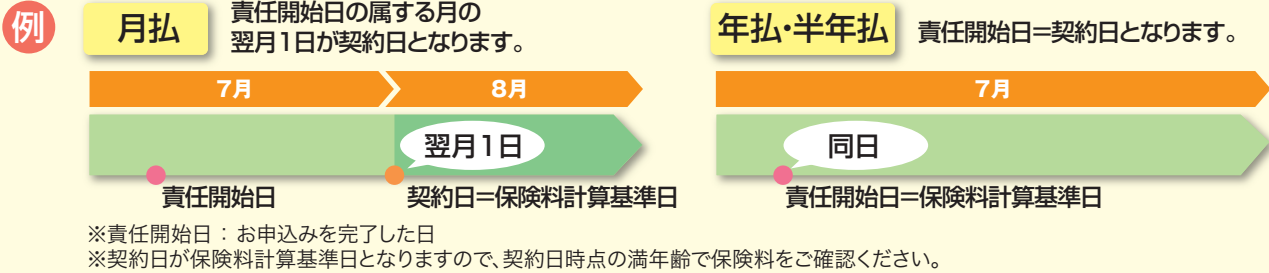 例
月払
責任開始日の属する月の
翌月1日が契約日となります。
7月 8月
翌月1日
責任開始日 契約日=保険料計算基準日
年払・半年払
責任開始日=契約日となります。
7月
同日
責任開始日=保険料計算基準日
※責任開始日:お申込みを完了した日
※契約日が保険料計算基準日となりますので、契約日時点の満年齢で保険料をご確認ください。